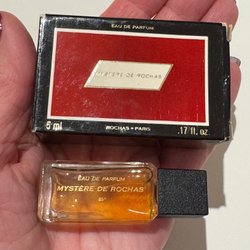 EAU DE PARFUM
MYSTÈRE DE ROCHAS
5 ml
ROCHAS • PARIS
.17 fl. oz.
EAU DE PARFUM
MYSTÈRE DE ROCHAS